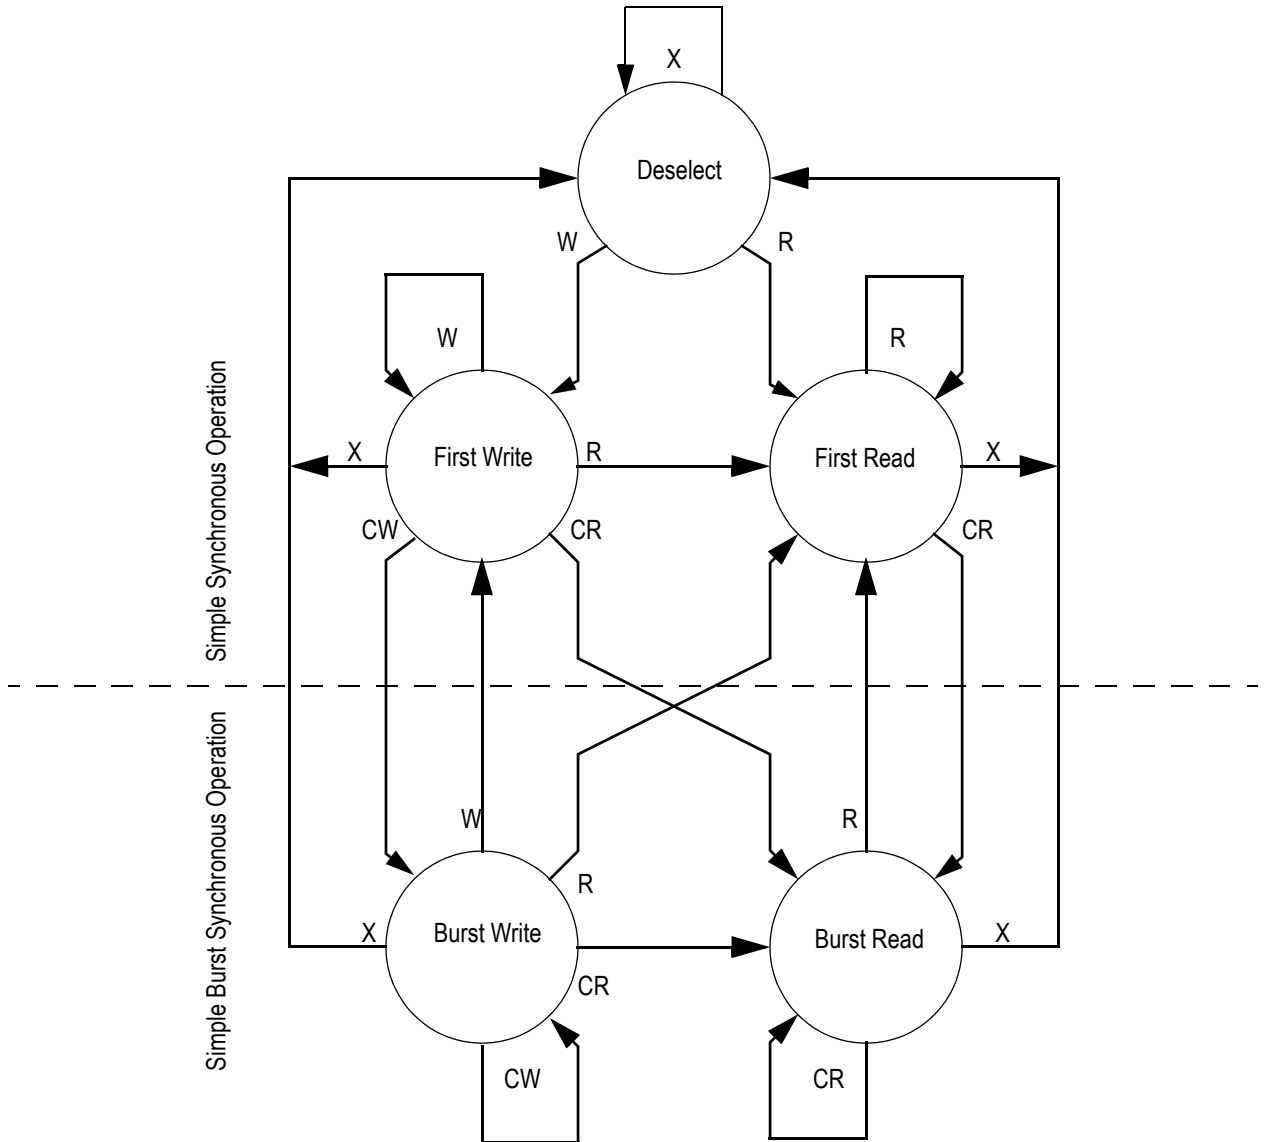 X
Deselect
W
R
W
R
Simple Synchronous Operation
X
First Write
R
First Read
X
CW
CR
CR
Simple Burst Synchronous Operation
W
R
X
Burst Write
R
Burst Read
X
CR
CW
CR